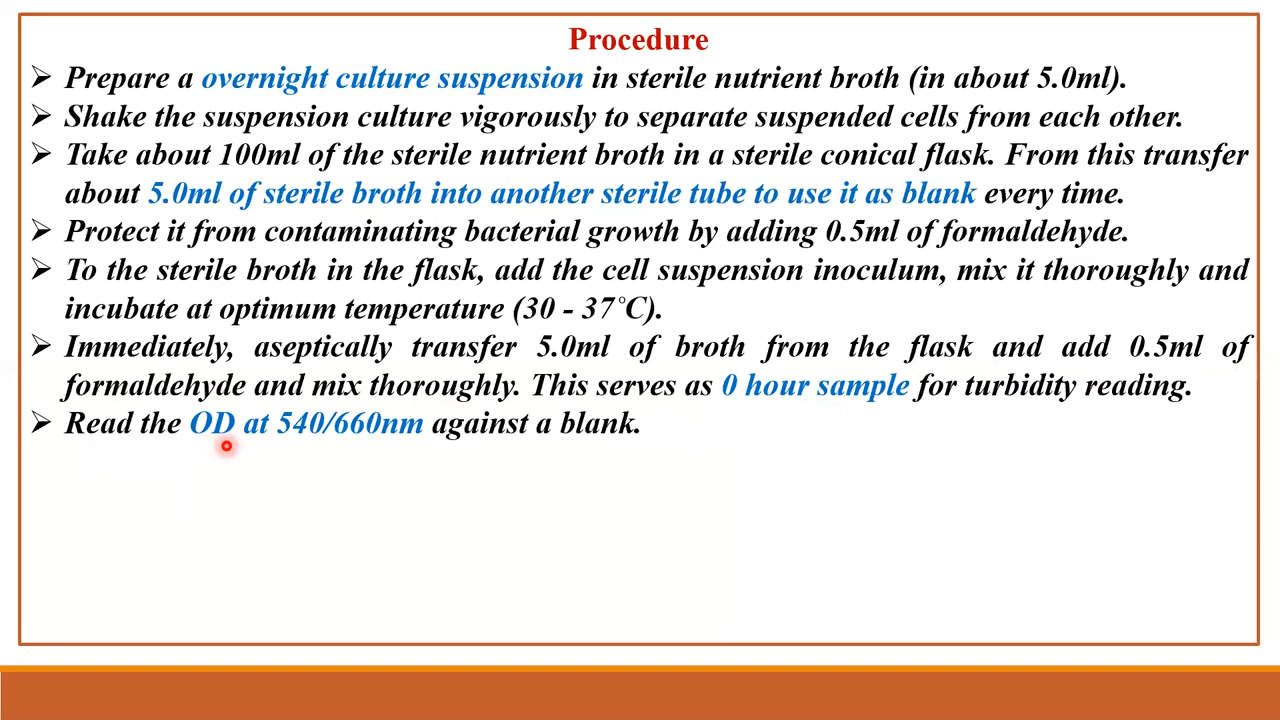 Procedure
➢ Prepare a overnight culture suspension in sterile nutrient broth (in about 5.0ml).
➢ Shake the suspension culture vigorously to separate suspended cells from each other.
➢ Take about 100ml of the sterile nutrient broth in a sterile conical flask. From this transfer
about 5.0ml of sterile broth into another sterile tube to use it as blank every time.
➢ Protect it from contaminating bacterial growth by adding 0.5ml of formaldehyde.
➢ To the sterile broth in the flask, add the cell suspension inoculum, mix it thoroughly and
incubate at optimum temperature (30 - 37°C).
➢ Immediately, aseptically transfer 5.0ml of broth from the flask and add 0.5ml of
formaldehyde and mix thoroughly. This serves as 0 hour sample for turbidity reading.
➢ Read the OD at 540/660nm against a blank.